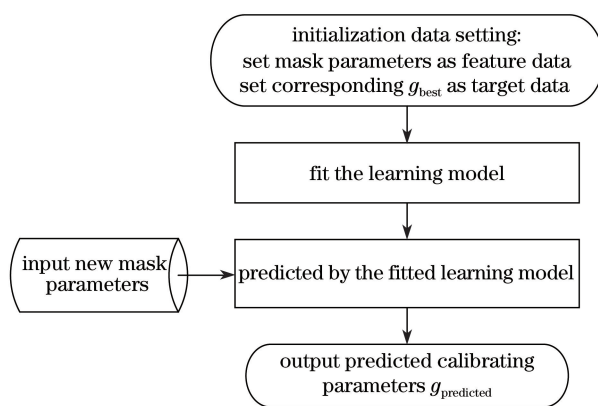 initialization data setting:
set mask parameters as feature data
set corresponding g_best as target data
fit the learning model
input new mask
parameters
predicted by the fitted learning model
output predicted calibrating
parameters g_predicted